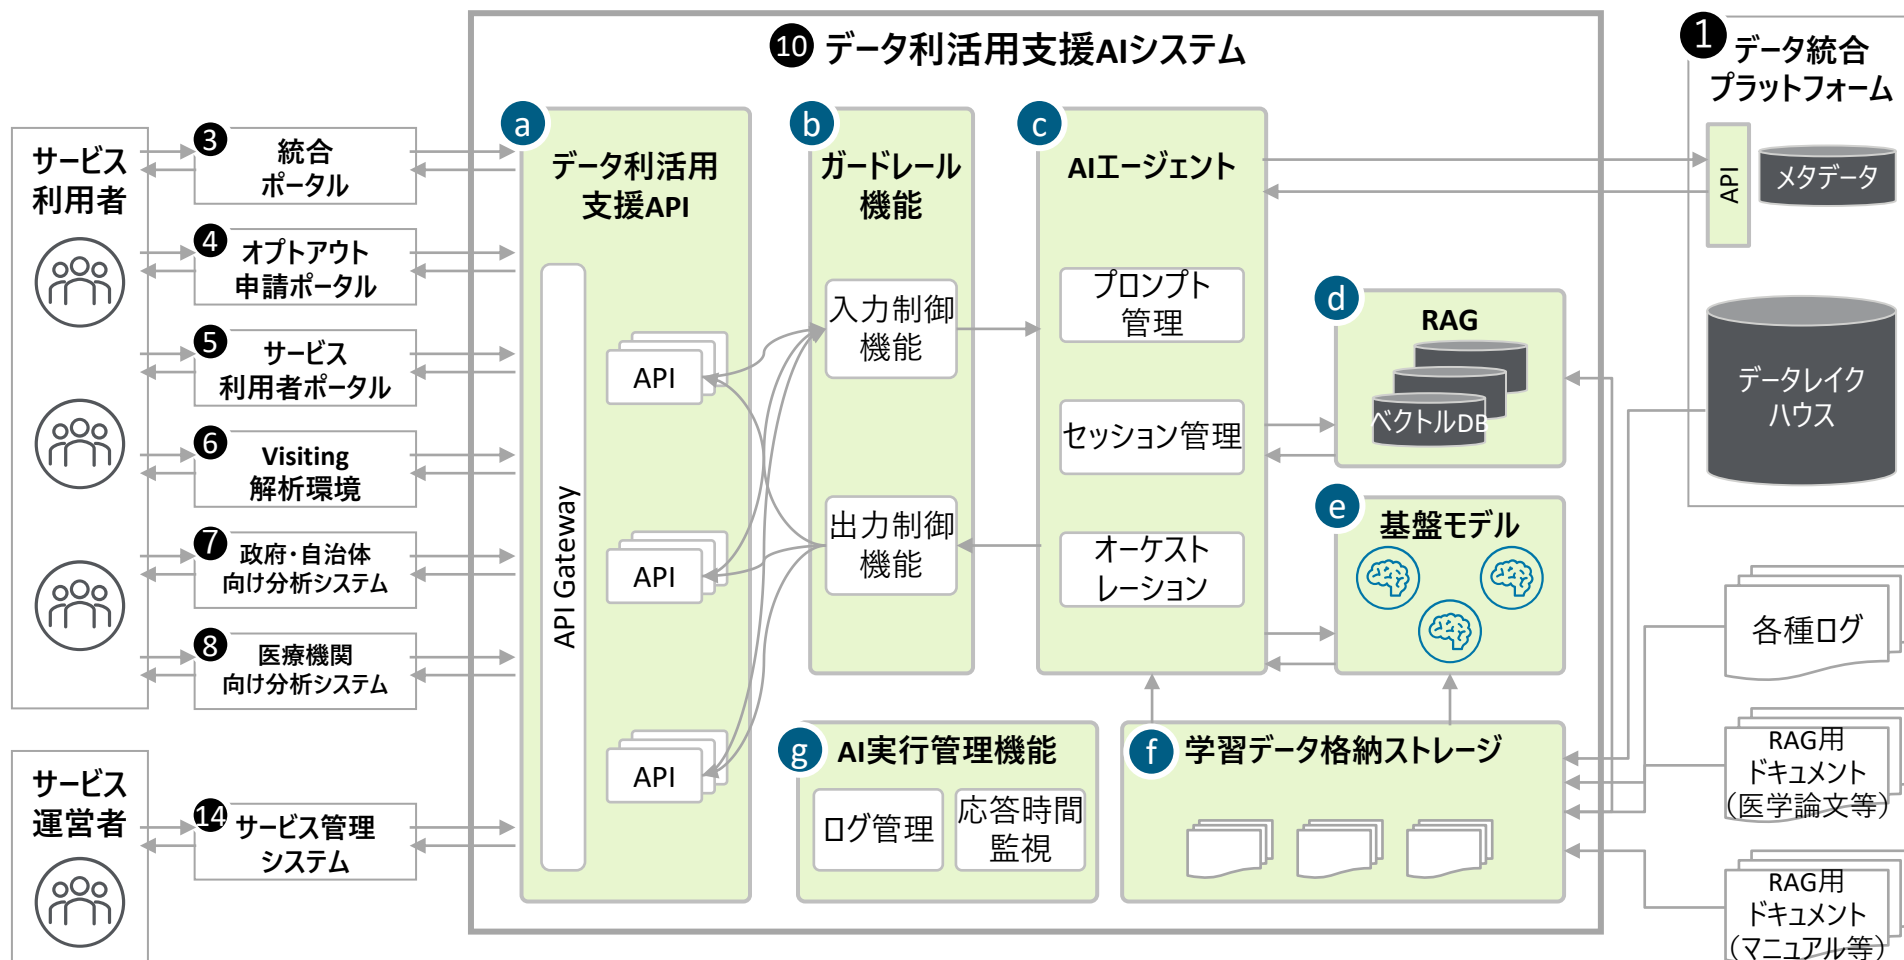 10 データ利活用支援AIシステム
1
データ統合
プラットフォーム
API
メタデータ
データレイク
ハウス
サービス
利用者
3
統合
ポータル
4
オプトアウト
申請ポータル
5
サービス
利用者ポータル
6
Visiting
解析環境
7
政府・自治体
向け分析システム
8
医療機関
向け分析システム
サービス
運営者
14
サービス管理
システム
a
データ利活用
支援API
API Gateway
API
API
API
b
ガードレール
機能
入力制御
機能
出力制御
機能
c
AIエージェント
プロンプト
管理
セッション管理
オーケスト
レーション
d
RAG
ベクトルDB
e
基盤モデル
f
学習データ格納ストレージ
g
AI実行管理機能
ログ管理
応答時間
監視
各種ログ
RAG用
ドキュメント
(医学論文等)
RAG用
ドキュメント
(マニュアル等)